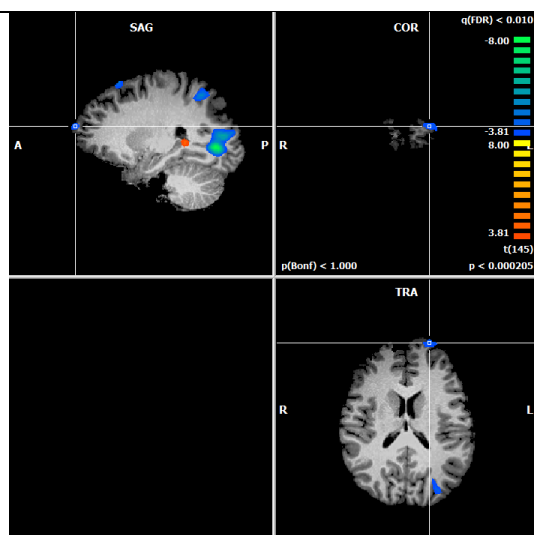 SAG
A
P
COR
q(FDR) < 0.010
-8.00
-3.81
8.00
3.81
t(145)
R
L
p(Bonf) < 1.000
p < 0.000205
TRA
R
L